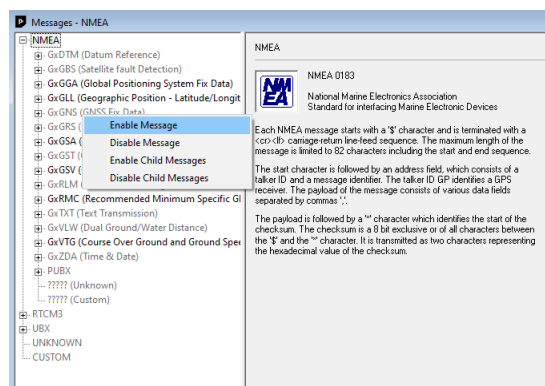 Messages - NMEA
NMEA
GxDTM (Datum Reference)
GxGBS (Satellite fault Detection)
GxGGA (Global Positioning System Fix Data)
GxGLL (Geographic Position - Latitude/Longit
GxGNS (GNSS Fix Data)
GxGRS (
GxGSA (
GxGST (
GxGSV (
GxRLM (
GxRMC (Recommended Minimum Specific Gl
GxTXT (Text Transmission)
GxVLW (Dual Ground/Water Distance)
GxVTG (Course Over Ground and Ground Spee
GxZDA (Time & Date)
PUBX
????? (Unknown)
????? (Custom)
RTCM3
UBX
UNKNOWN
CUSTOM
Enable Message
Disable Message
Enable Child Messages
Disable Child Messages
NMEA
NM
EA
NMEA 0183
National Marine Electronics Association
Standard for interfacing Marine Electronic Devices
Each NMEA message starts with a '$' character and is terminated with a
<cr><lf> carriage-return line-feed sequence. The maximum length of the
message is limited to 82 characters including the start and end sequence.
The start character is followed by an address field, which consists of a
talker ID and a message identifier. The talker ID GP identifies a GPS
receiver. The payload of the message consists of various data fields
separated by commas ','.
The payload is followed by a '*' character which identifies the start of the
checksum. The checksum is a 8 bit exclusive or of all characters between
the '$' and the '*' character. It is transmitted as two characters representing
the hexadecimal value of the checksum.